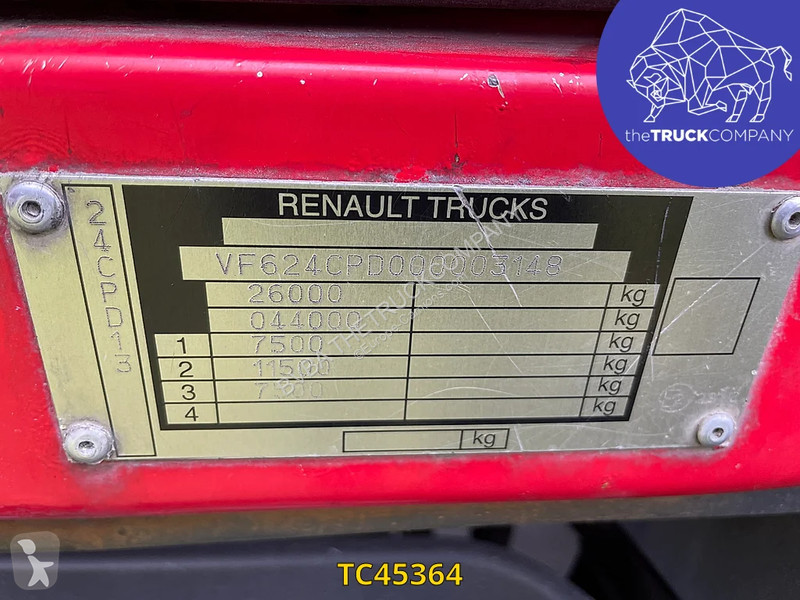 theTRUCKCOMPANY
RENAULT TRUCKS
VF624CPD000003148
26000 kg
044000 kg
1 7500 kg
2 11500 kg
3 kg
4 kg
kg
24CPD13
TC45364